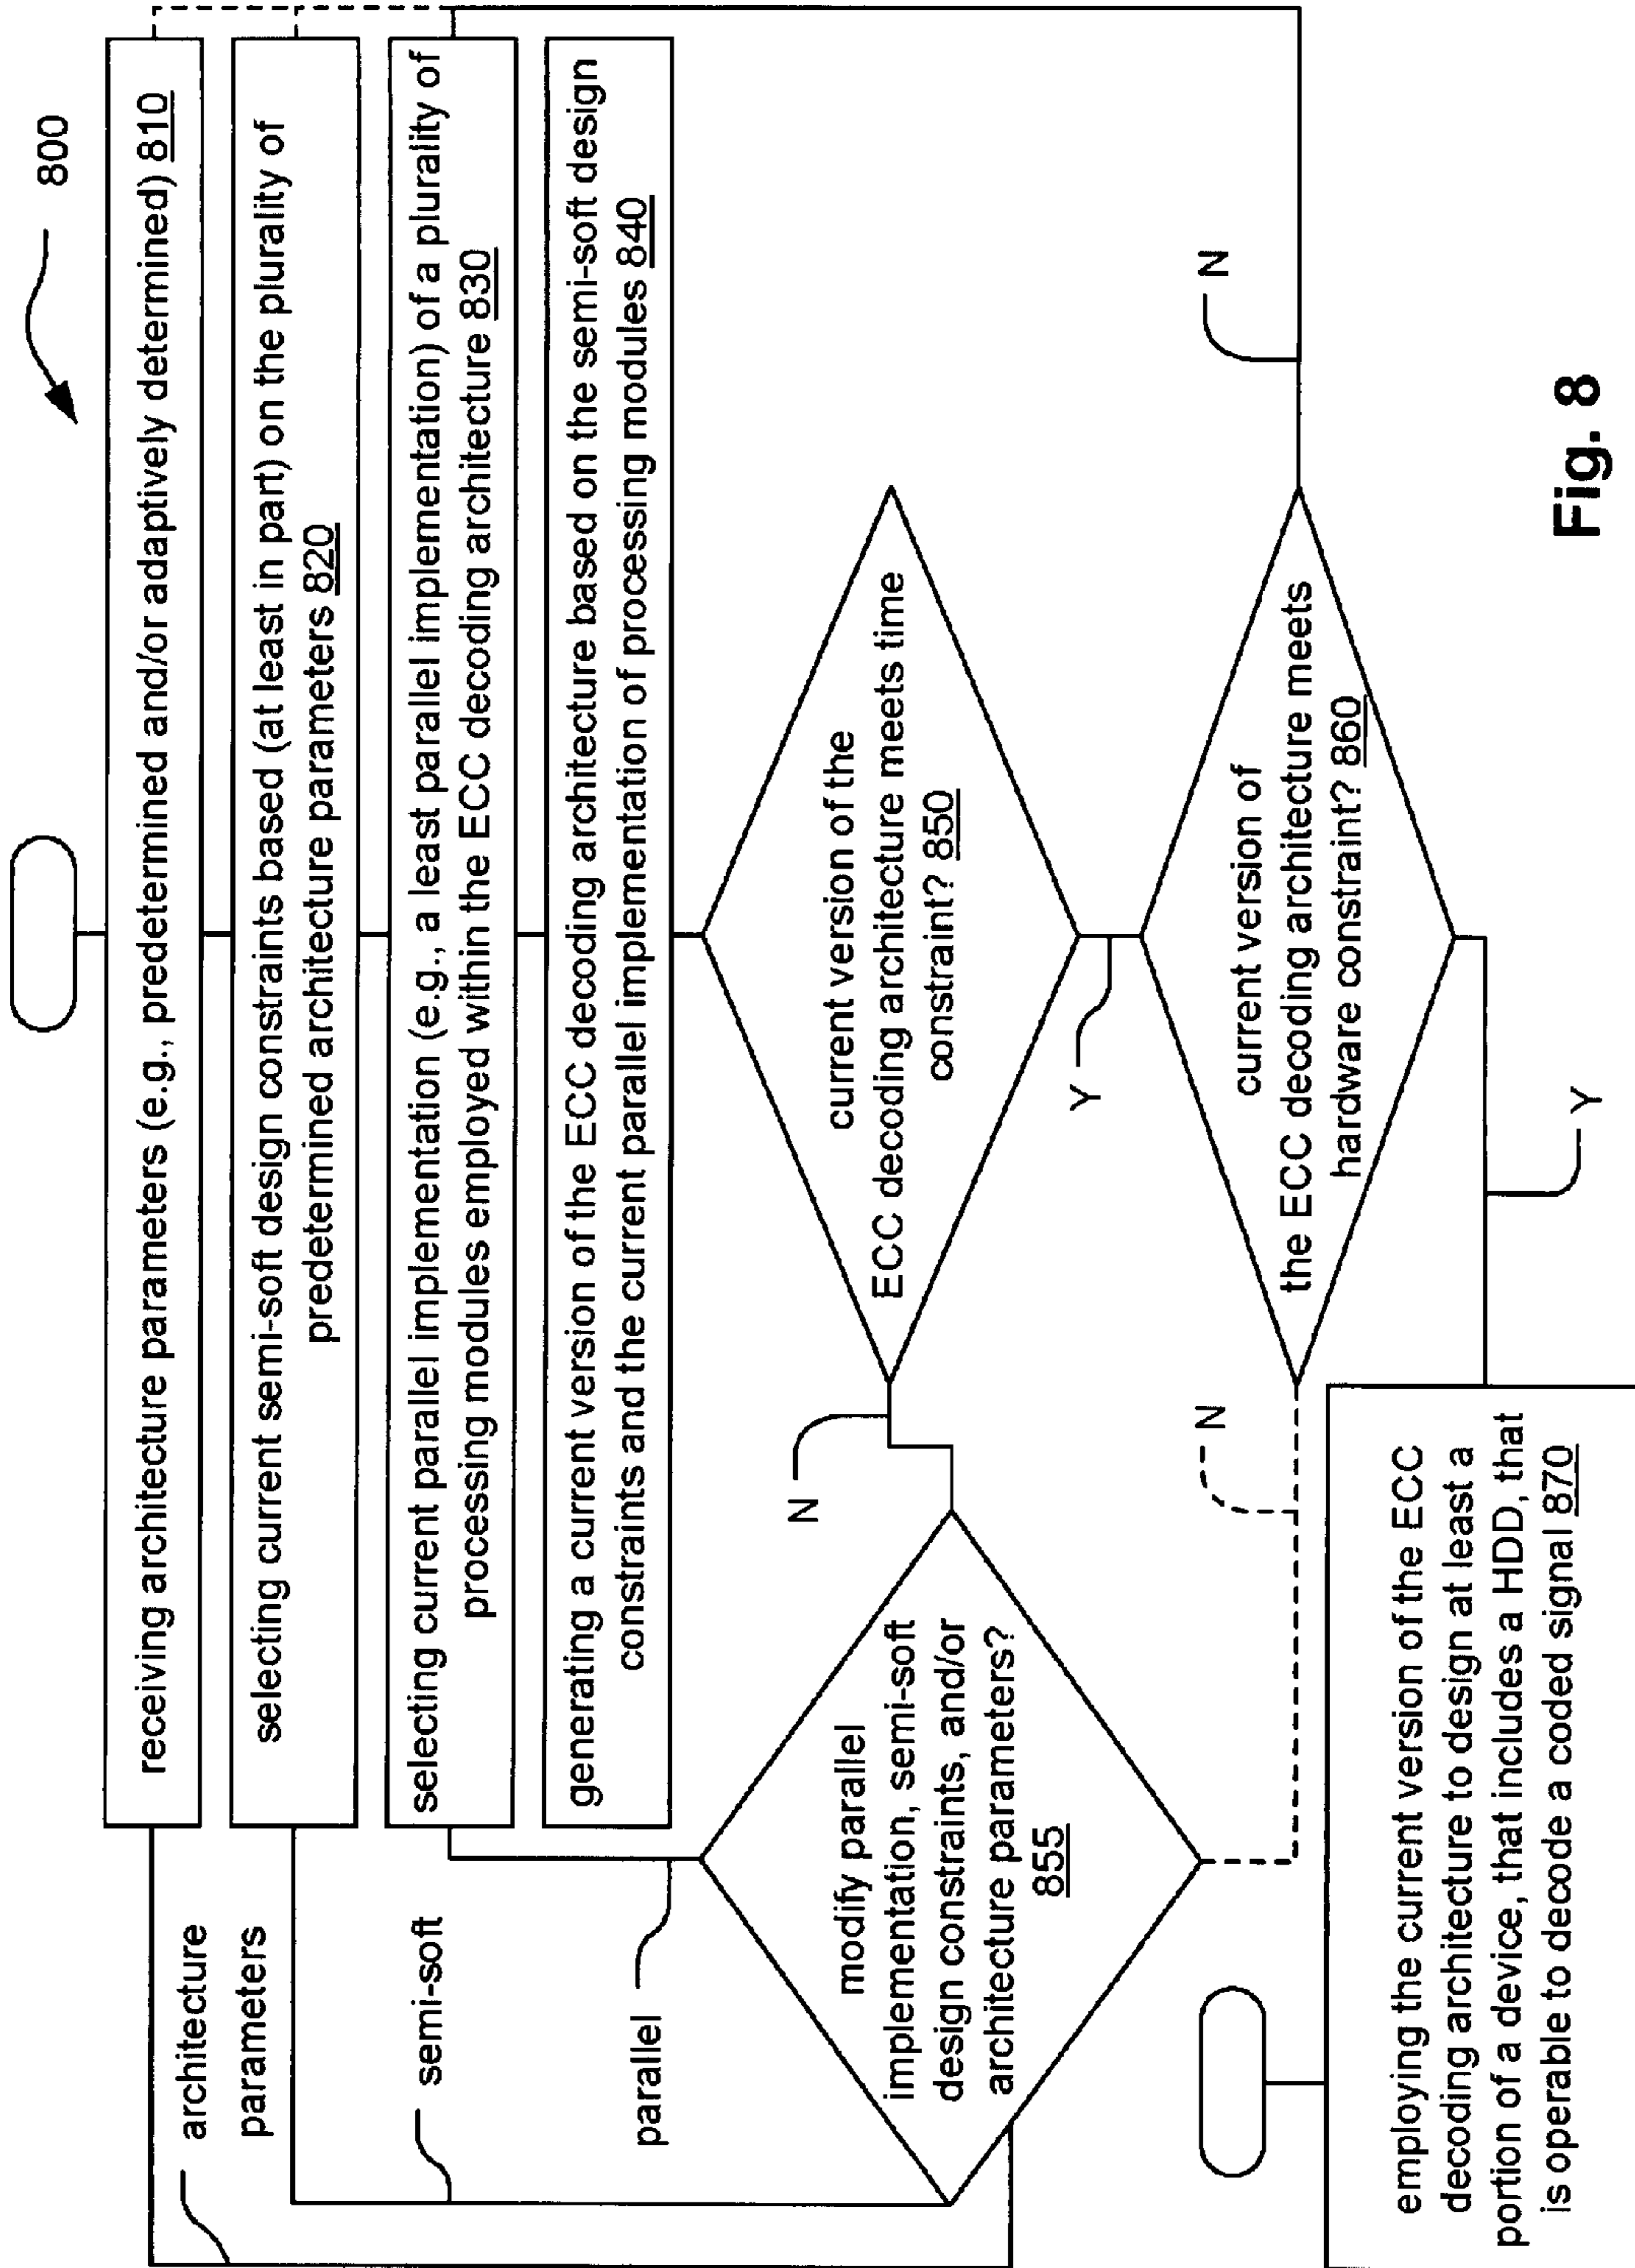 800
receiving architecture parameters (e.g., predetermined and/or adaptively determined) 810
selecting current semi-soft design constraints based (at least in part) on the plurality of
predetermined architecture parameters 820
selecting current parallel implementation (e.g., a least parallel implementation) of a plurality of
processing modules employed within the ECC decoding architecture 830
generating a current version of the ECC decoding architecture based on the semi-soft design
constraints and the current parallel implementation of processing modules 840
architecture
parameters
semi-soft
parallel
N
current version of the
ECC decoding architecture meets time
constraint? 850
modify parallel
implementation, semi-soft
design constraints, and/or
architecture parameters?
855
Y
N
N
current version of
the ECC decoding architecture meets
hardware constraint? 860
Y
employing the current version of the ECC
decoding architecture to design at least a
portion of a device, that includes a HDD, that
is operable to decode a coded signal 870
Fig. 8